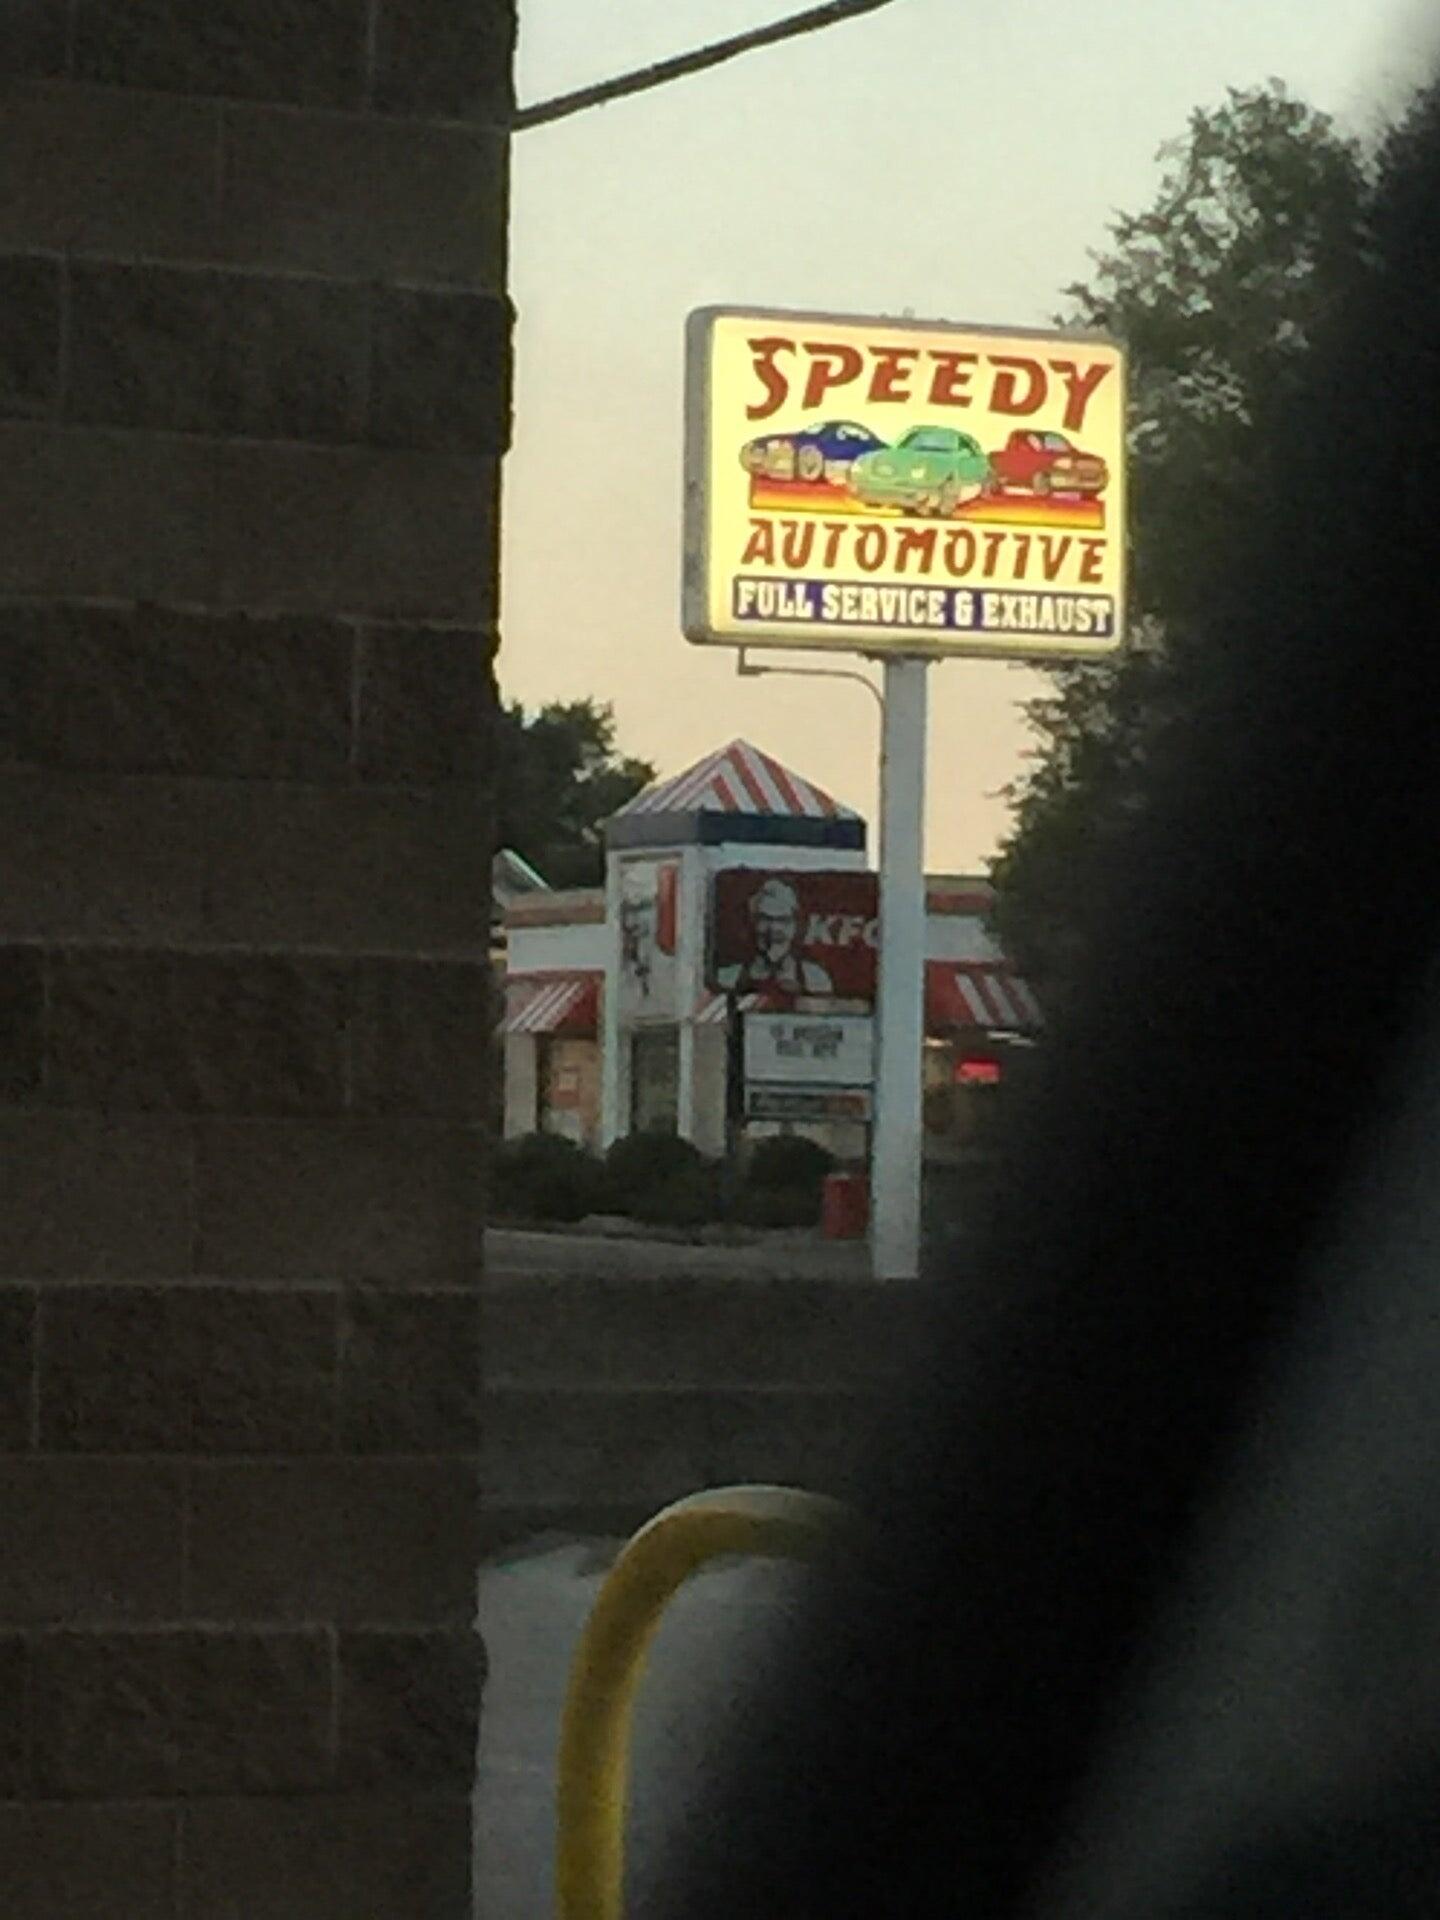 SPEEDY
AUTOMOTIVE
FULL SERVICE & EXHAUST
KFC